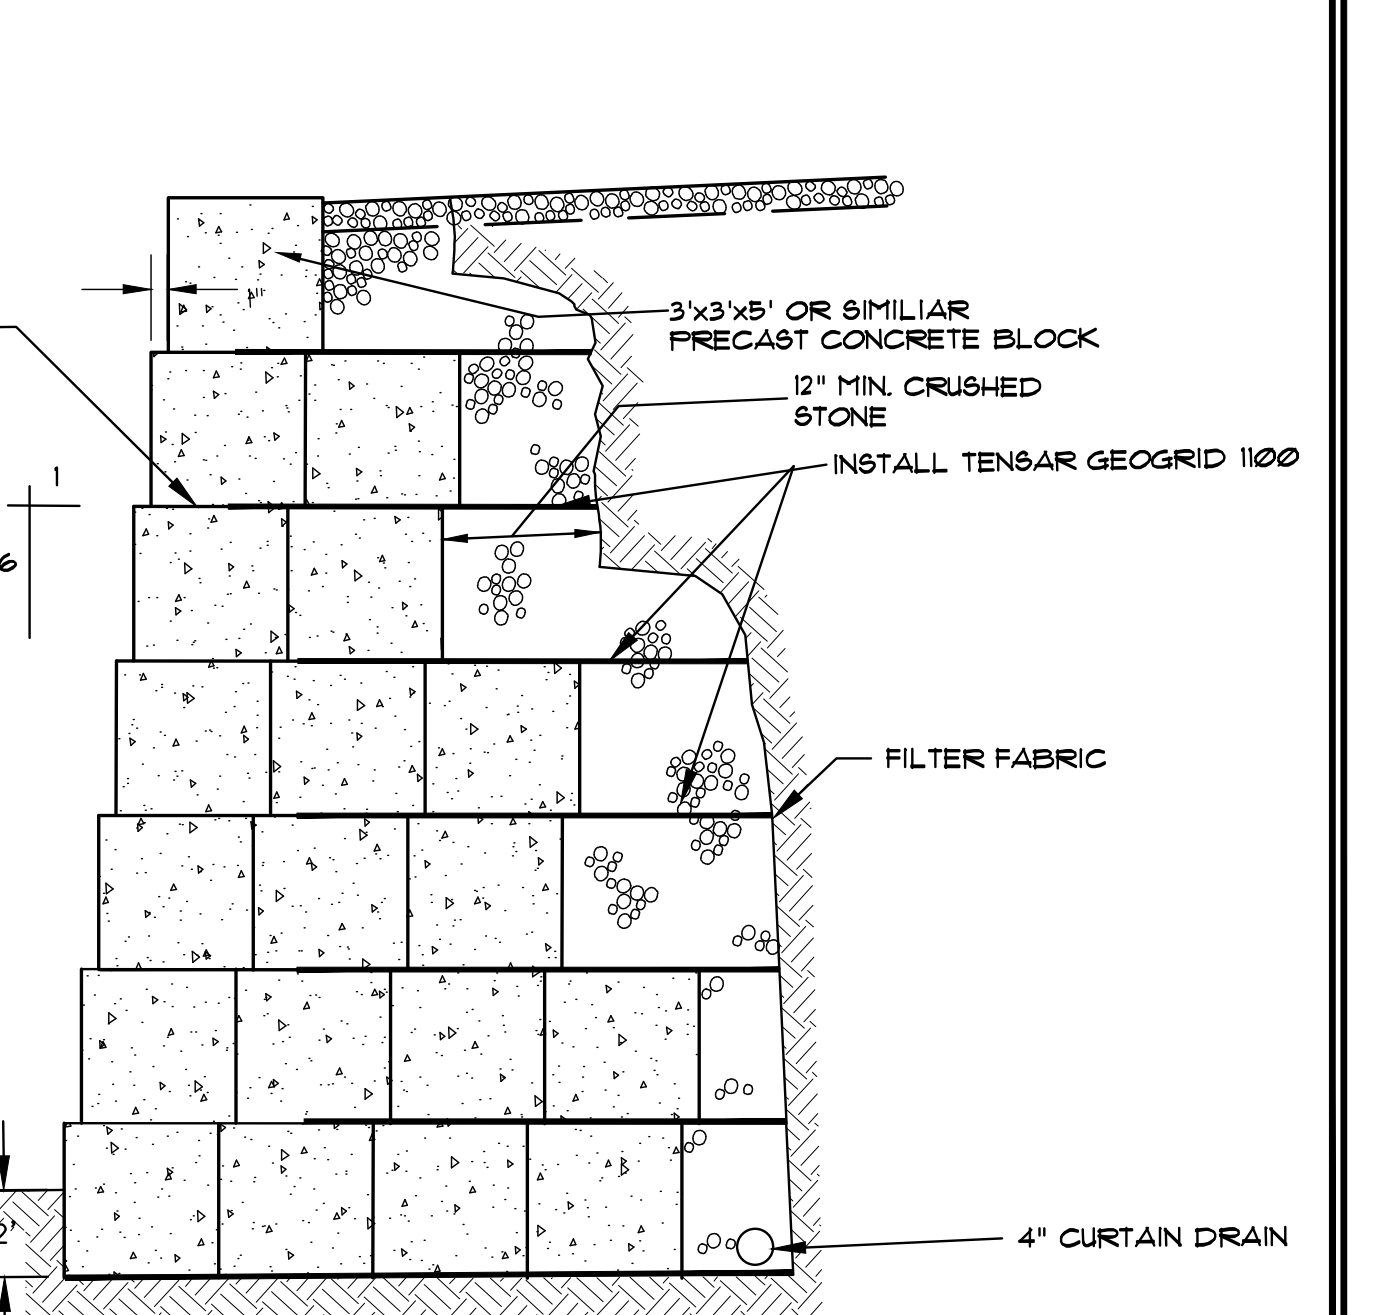 4"
3'x3'x5' OR SIMILIAR
PRECAST CONCRETE BLOCK
12" MIN. CRUSHED
STONE
INSTALL TENSAR GEOGRID 1100
1
6
FILTER FABRIC
2'
4" CURTAIN DRAIN